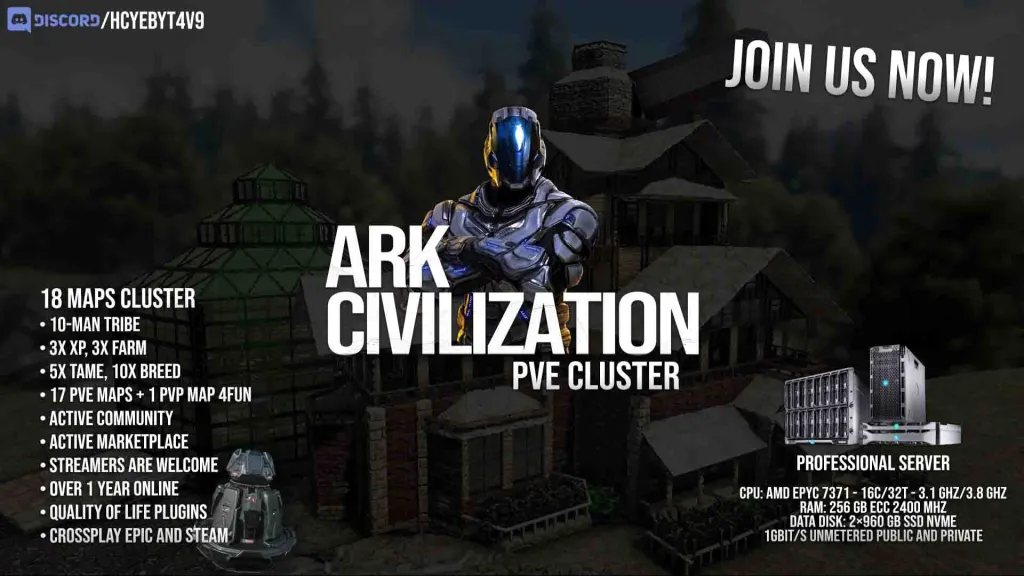 DISCORD/HCYEBYT4V9
JOIN US NOW!
ARK
CIVILIZATION
PVE CLUSTER
18 MAPS CLUSTER
• 10-MAN TRIBE
• 3X XP, 3X FARM
• 5X TAME, 10X BREED
• 17 PVE MAPS + 1 PVP MAP 4FUN
• ACTIVE COMMUNITY
• ACTIVE MARKETPLACE
• STREAMERS ARE WELCOME
• OVER 1 YEAR ONLINE
• QUALITY OF LIFE PLUGINS
• CROSSPLAY EPIC AND STEAM
PROFESSIONAL SERVER
CPU: AMD EPYC 7371 - 16C/32T - 3.1 GHZ/3.8 GHZ
RAM: 256 GB ECC 2400 MHZ
DATA DISK: 2×960 GB SSD NVME
1GBIT/S UNMETERED PUBLIC AND PRIVATE